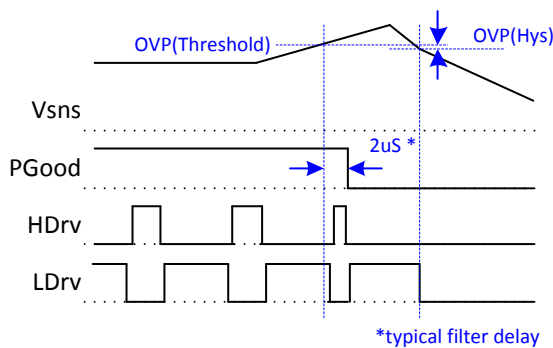 OVP(Threshold)
OVP(Hys)
Vsns
2uS *
PGood
HDrv
LDrv
*typical filter delay